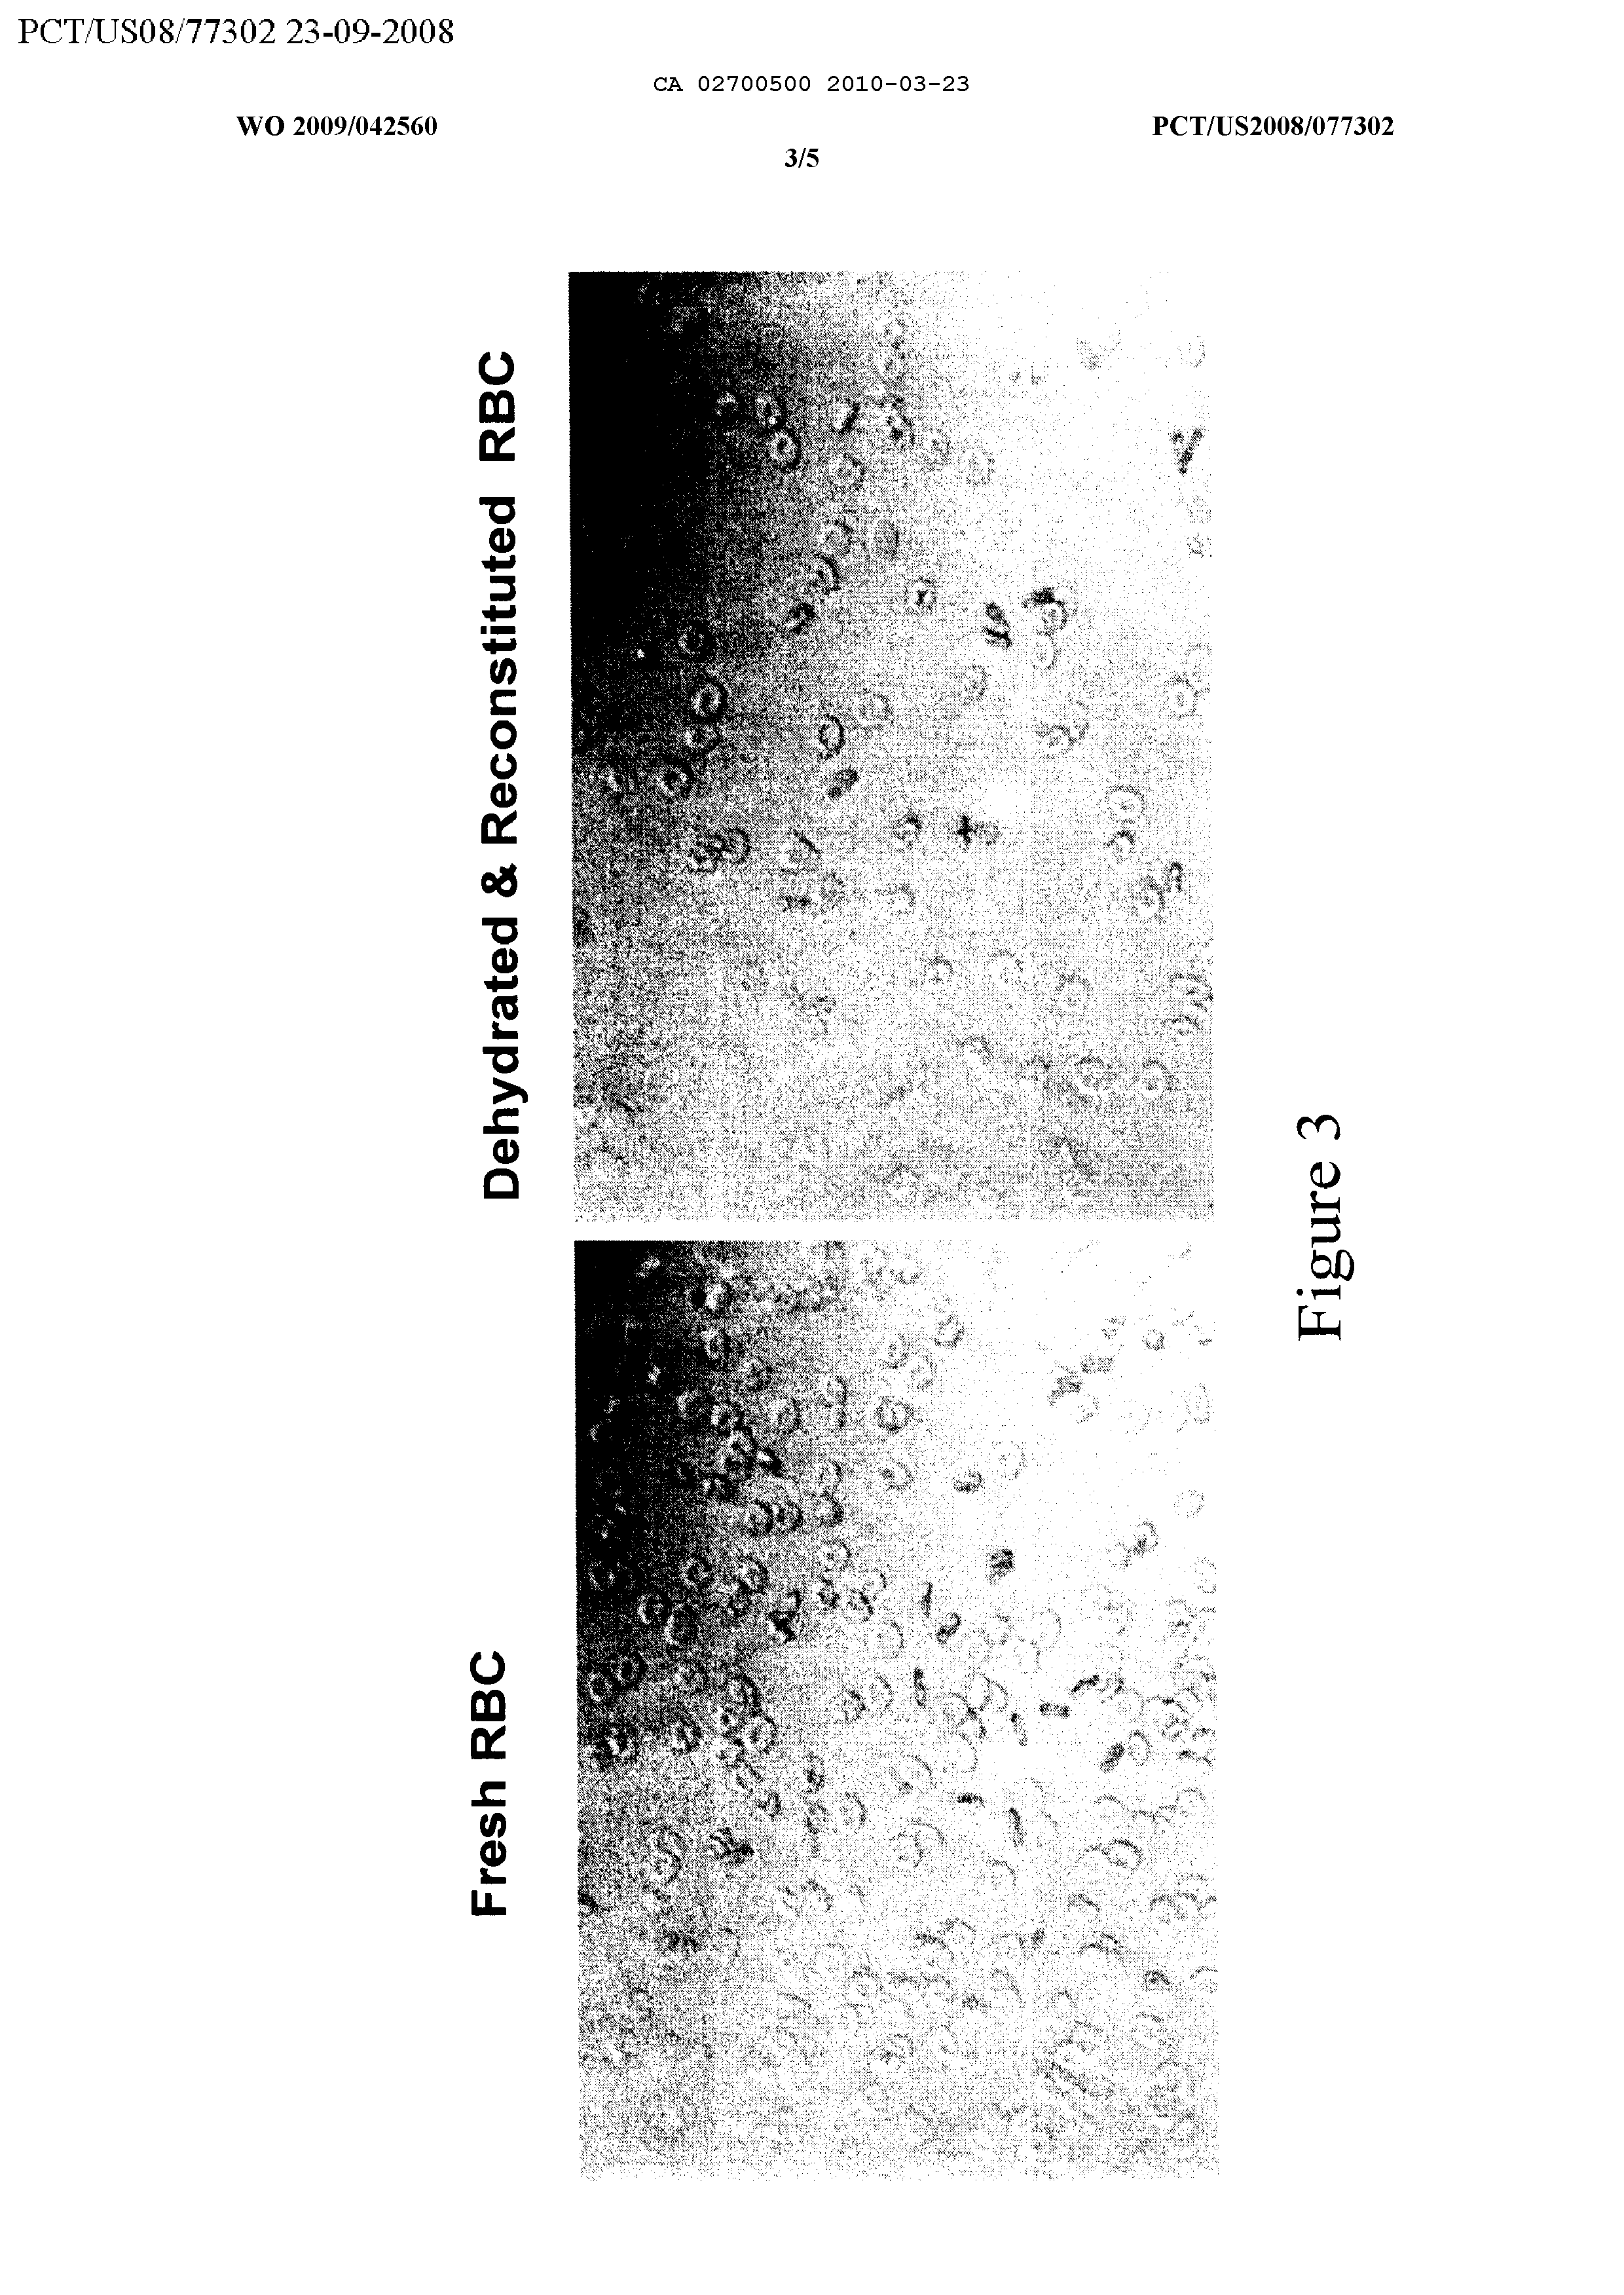 PCT/US08/77302 23-09-2008
CA 02700500 2010-03-23
WO 2009/042560
PCT/US2008/077302
3/5
Fresh RBC
Dehydrated & Reconstituted RBC
Figure 3